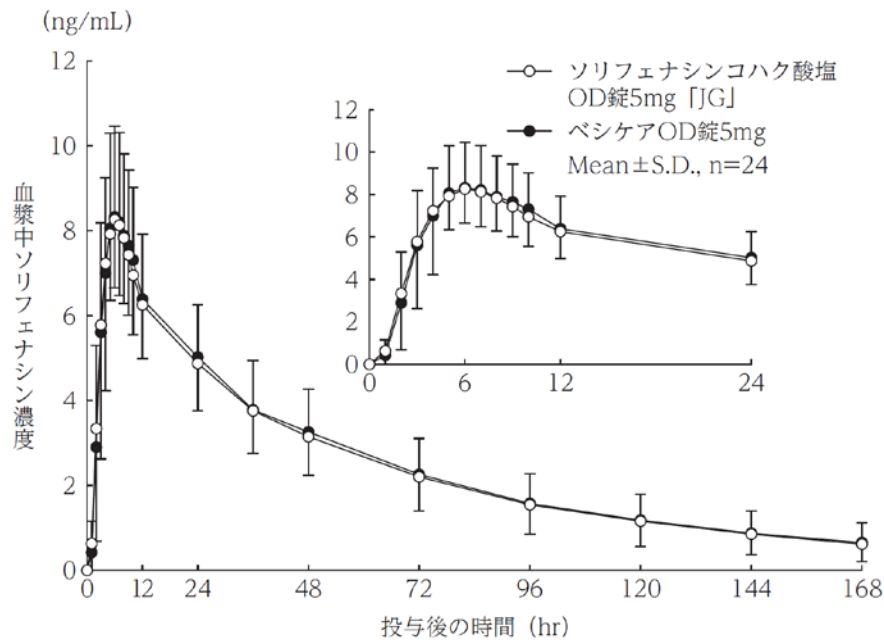 (ng/mL)
12
10
8
6
4
2
0
血漿中ソリフェナシン濃度
0 12 24 48 72 96 120 144 168
投与後の時間 (hr)
12
10
8
6
4
2
0
0 6 12 24
ソリフェナシンコハク酸塩
OD錠5mg「JG」
ベシケアOD錠5mg
Mean±S.D., n=24